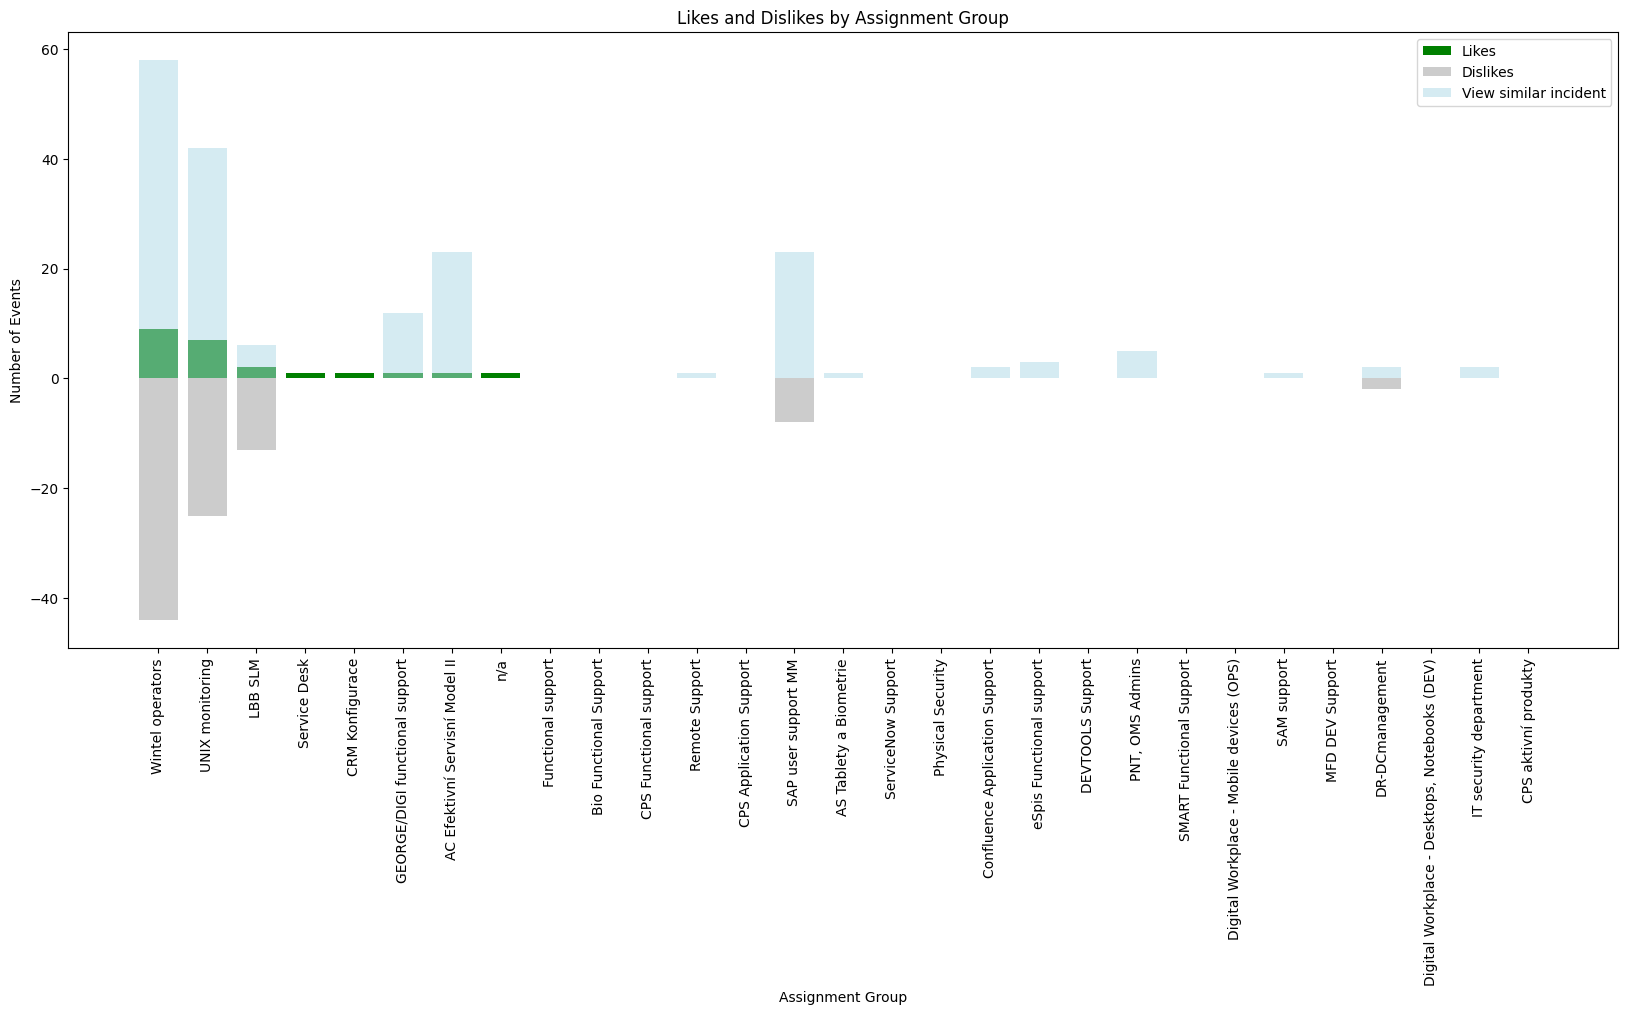 Likes and Dislikes by Assignment Group
Likes
Dislikes
View similar incident
Number of Events
60
40
20
0
−20
−40
Wintel operators
UNIX monitoring
LBB SLM
Service Desk
CRM Konfigurace
GEORGE/DIGI functional support
AC Efektivní Servisní Modell II
n/a
Functional support
Bio Functional Support
CPS Functional support
Remote Support
CPS Application Support
SAP user support MM
AS Tablety a Biometrie
ServiceNow Support
Physical Security
Confluence Application Support
eSpis Functional support
DEVTOOLS Support
PNT, OMS Admins
SMART Functional Support
Digital Workplace - Mobile devices (OPS)
SAM support
MFD DEV Support
DR-DCmanagement
Digital Workplace - Desktops, Notebooks (DEV)
IT security department
CPS aktivní produkty
Assignment Group